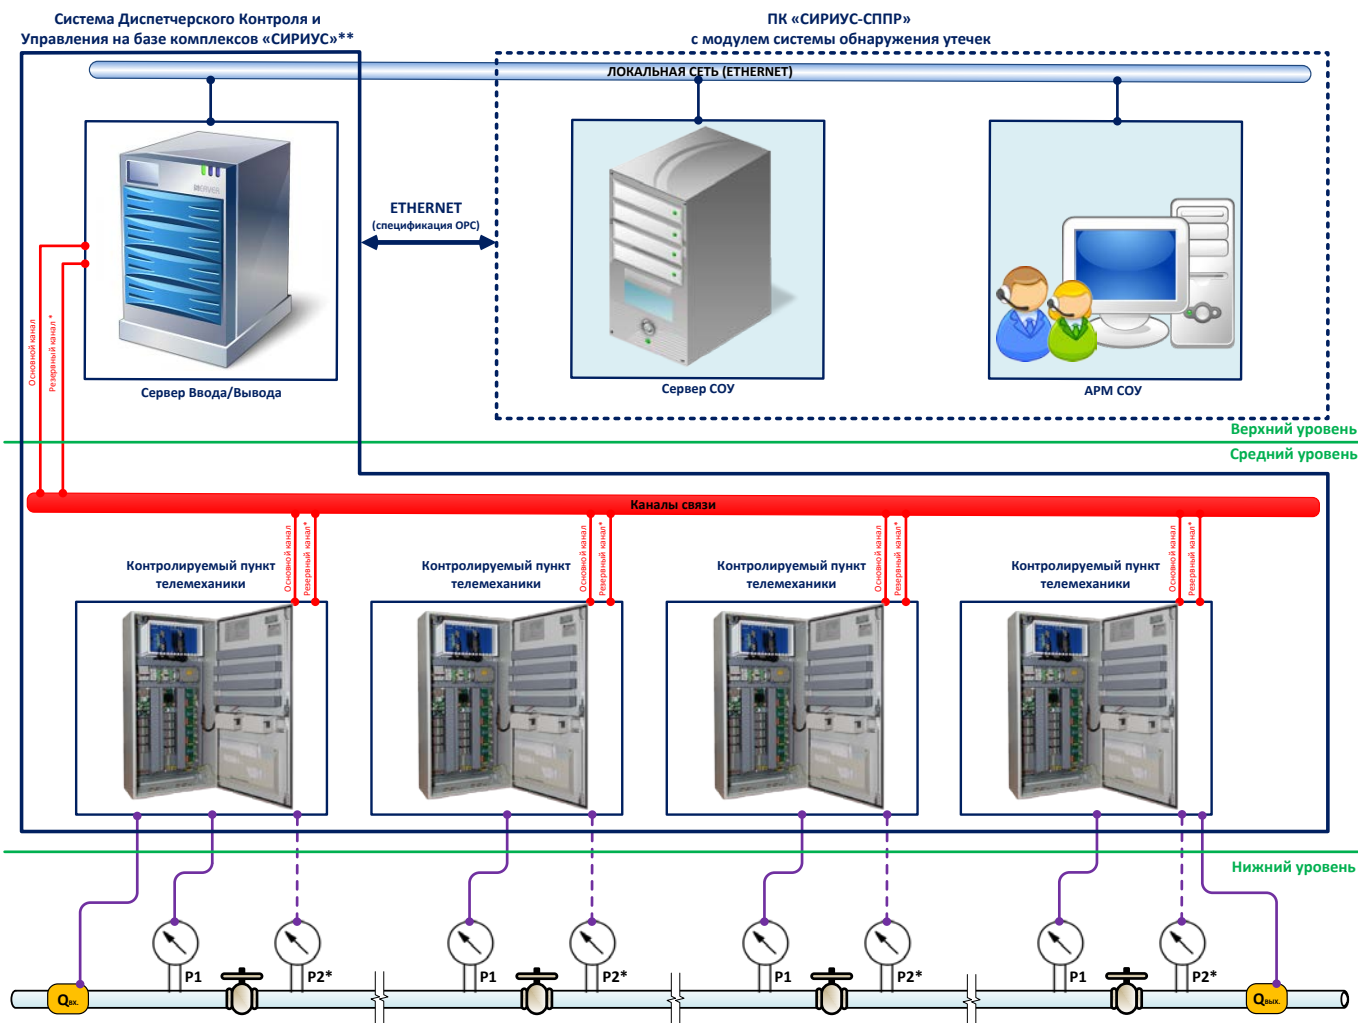 Система Диспетчерского Контроля и
Управления на базе комплексов «СИРИУС»**
ПК «СИРИУС-СППР»
с модулем системы обнаружения утечек
ЛОКАЛЬНАЯ СЕТЬ (ETHERNET)
SERVER
ETHERNET
(спецификация OPC)
Основной канал
Резервный канал *
Сервер Ввода/Вывода
Сервер СОУ
АРМ СОУ
Верхний уровень
Средний уровень
Каналы связи
Основной канал
Резервный канал*
Основной канал
Резервный канал*
Основной канал
Резервный канал*
Основной канал
Резервный канал*
Контролируемый пункт
телемеханики
Контролируемый пункт
телемеханики
Контролируемый пункт
телемеханики
Контролируемый пункт
телемеханики
Нижний уровень
P1
P2*
P1
P2*
P1
P2*
P1
P2*
Qвх.
Qвых.